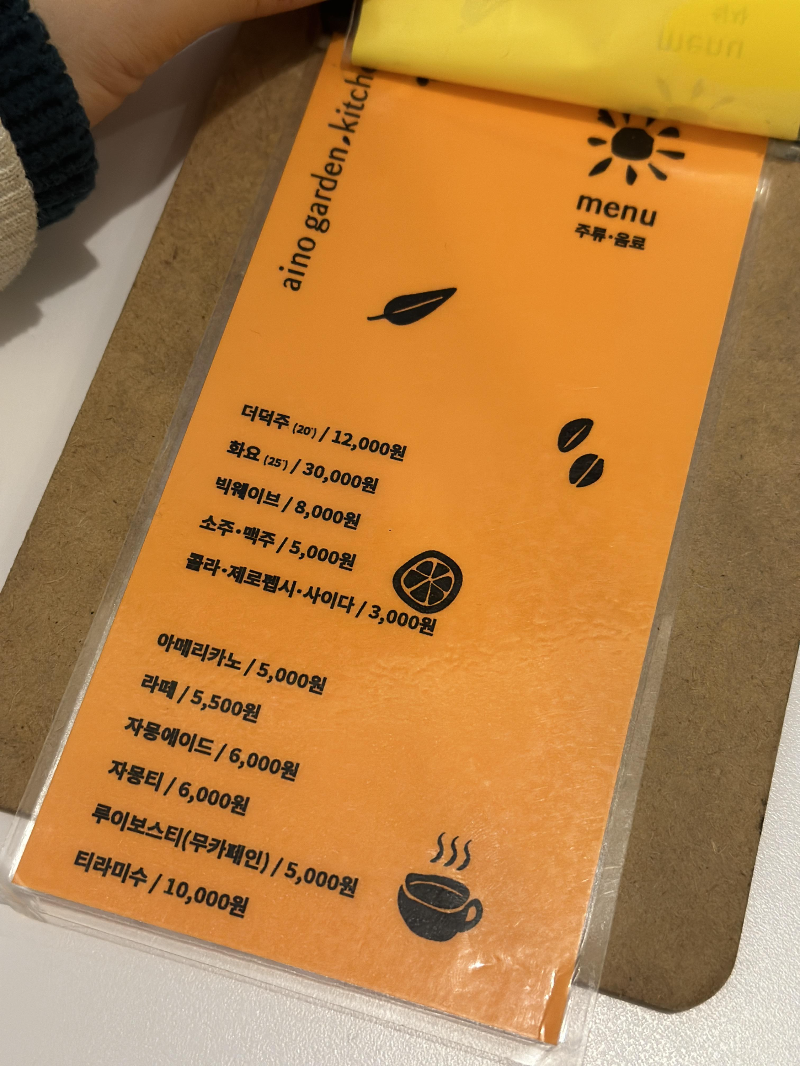 menu
aino garden kitche
menu
주류·음료
더덕주 (20°) / 12,000원
화요 (25°) / 30,000원
빅웨이브 / 8,000원
소주·맥주 / 5,000원
콜라·제로펩시·사이다 / 3,000원
아메리카노 / 5,000원
라떼 / 5,500원
자몽에이드 / 6,000원
자몽티 / 6,000원
루이보스티(무카페인) / 5,000원
티라미수 / 10,000원